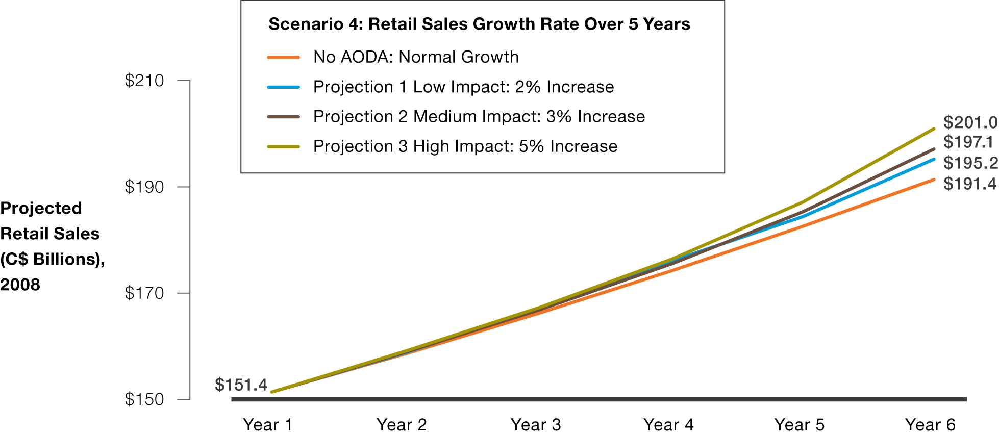 Scenario 4: Retail Sales Growth Rate Over 5 Years
No AODA: Normal Growth
Projection 1 Low Impact: 2% Increase
Projection 2 Medium Impact: 3% Increase
Projection 3 High Impact: 5% Increase
Projected
Retail Sales
(C$ Billions),
2008
$210
$190
$170
$150
$151.4
$201.0
$197.1
$195.2
$191.4
Year 1
Year 2
Year 3
Year 4
Year 5
Year 6